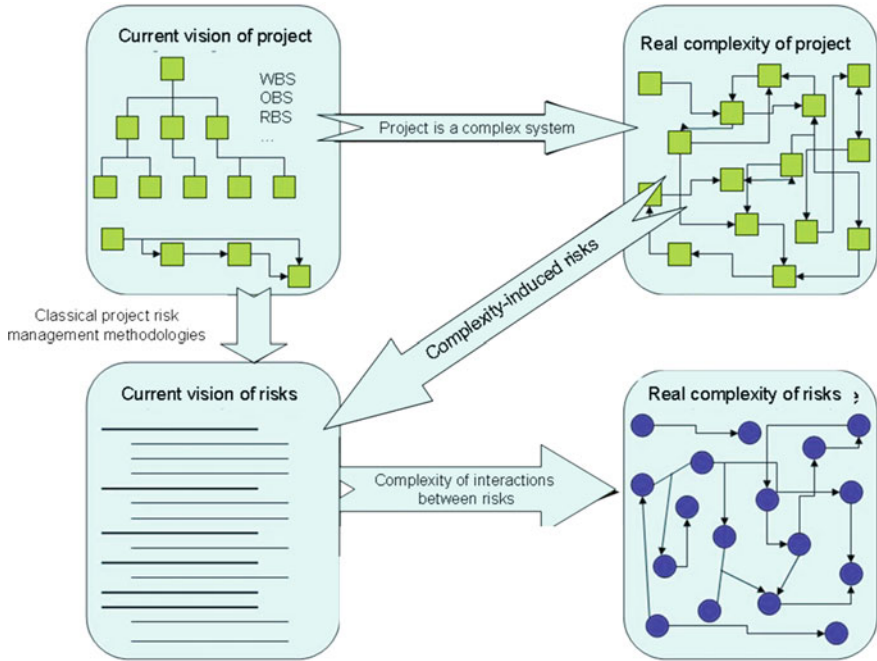 Current vision of project
WBS
OBS
RBS
...
Project is a complex system
Real complexity of project
Complexity-induced risks
Classical project risk
management methodologies
Current vision of risks
Complexity of interactions
between risks
Real complexity of risks e